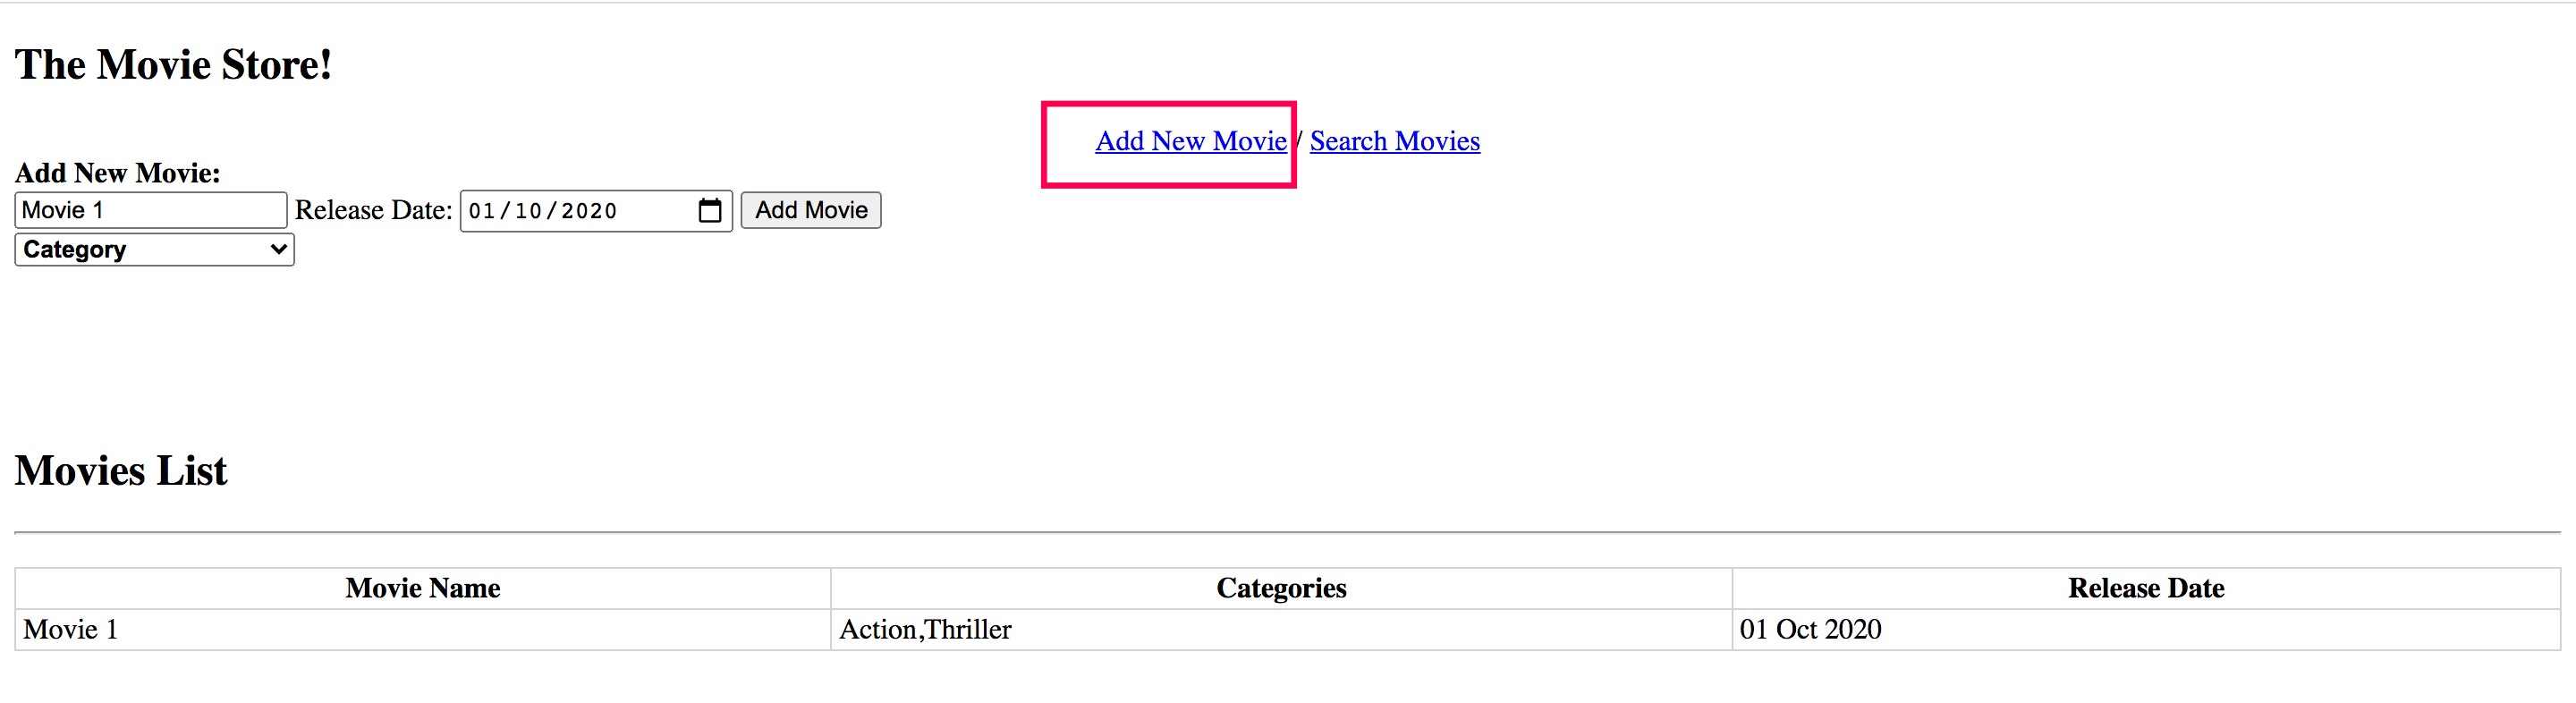 The Movie Store!
Add New Movie / Search Movies
Add New Movie:
Movie 1 Release Date: 01/10/2020 Add Movie
Category
Movies List
Movie Name Categories Release Date
Movie 1 Action,Thriller 01 Oct 2020